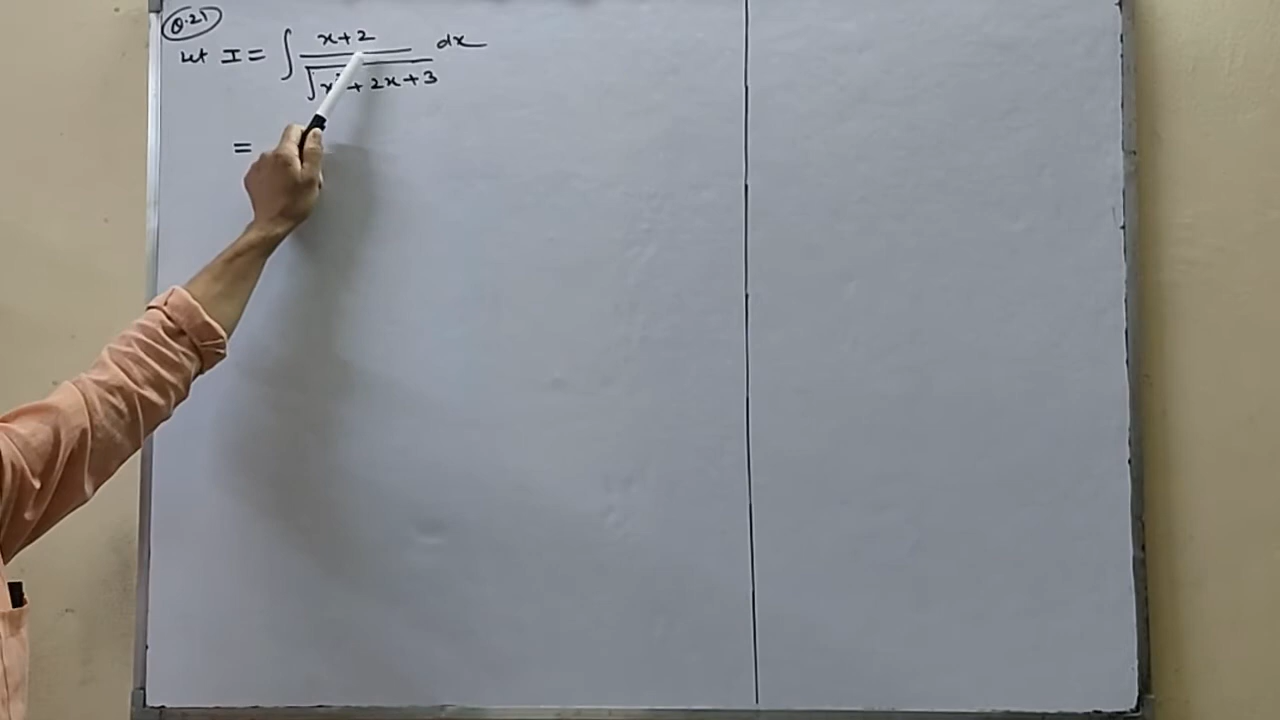 Q.21
Let I = ∫ x+2 / √x²+2x+3 dx
=